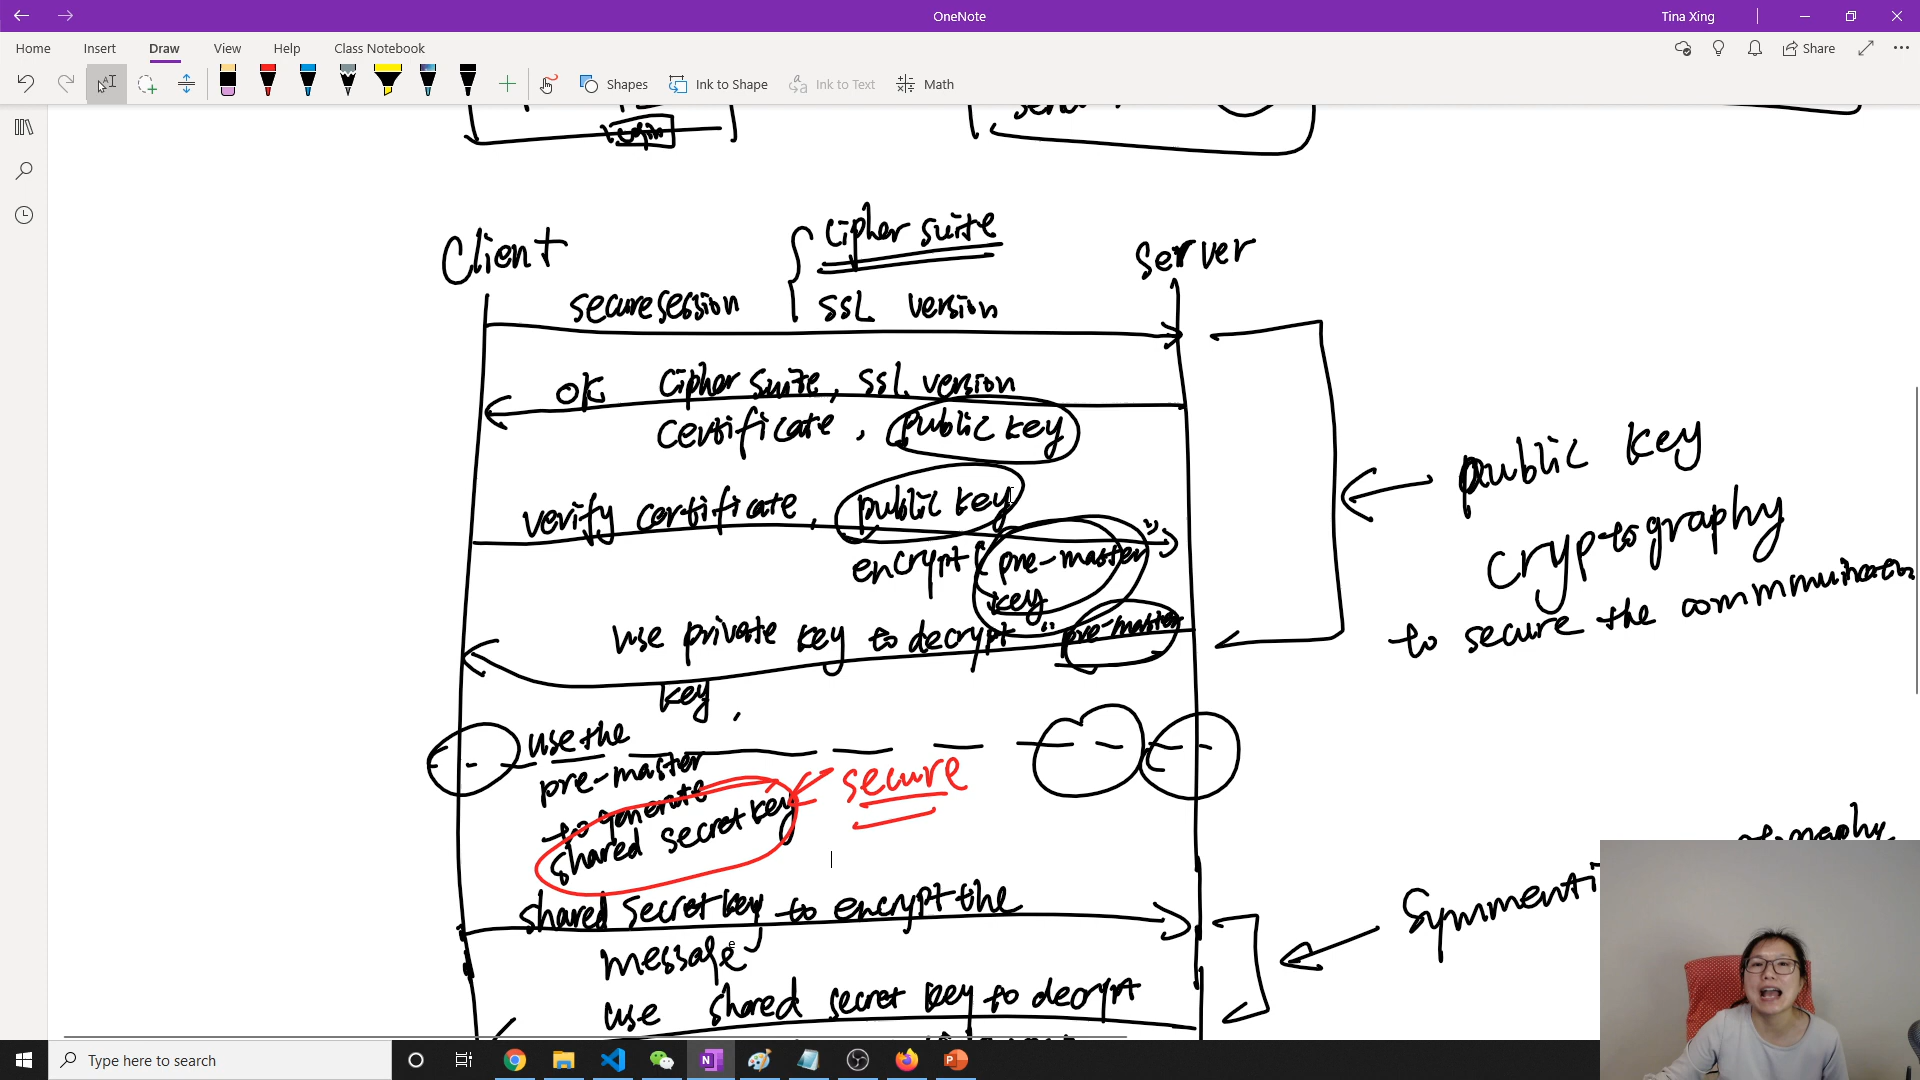 OneNote
Tina Xing
Home Insert Draw View Help Class Notebook
Share
Shapes Ink to Shape Ink to Text Math
login
Client
cipher suite
server
secure session
SSL version
OK cipher suite, SSL version
certificate, public key
verify certificate, public key
encrypt "pre-master key"
use private key to decrypt "pre-master
key,
use the
pre-master
to generate
shared secret key
secure
shared secret key to encrypt the
message
e
use shared secret key to decrypt
public key
cryptography
to secure the
Symmentri
Type here to search